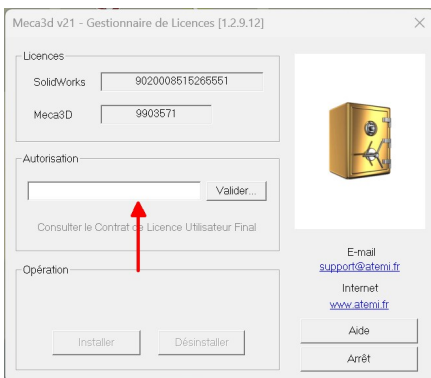 Meca3d v21 - Gestionnaire de Licences [1.2.9.12]
Licences
SolidWorks 9020008515265551
Meca3D 9903571
Autorisation
Valider...
Consulter le Contrat de Licence Utilisateur Final
Opération
Installer Désinstaller
E-mail
support@atemi.fr
Internet
www.atemi.fr
Aide
Arrêt